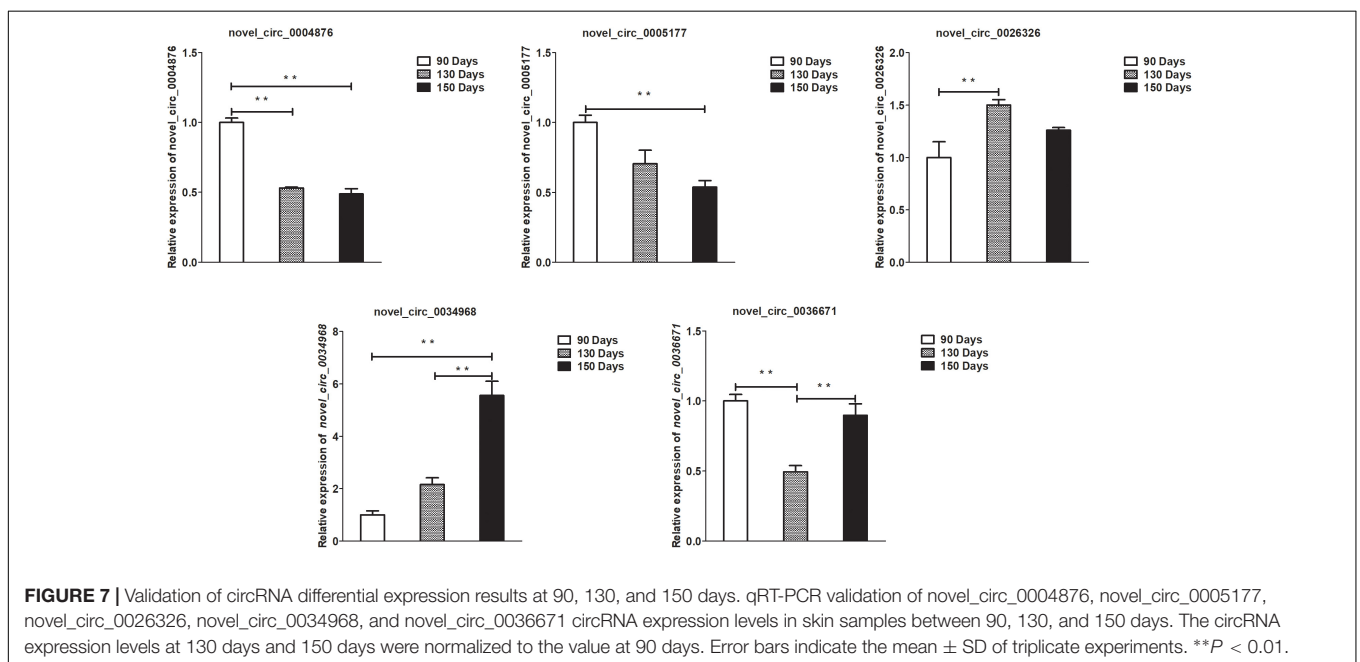 novel_circ_0004876
Relative expression of novel_circ_0004876
1.5
1.0
0.5
0.0
**
**
90 Days
130 Days
150 Days
novel_circ_0005177
Relative expression of novel_circ_0005177
1.5
1.0
0.5
0.0
**
90 Days
130 Days
150 Days
novel_circ_0026326
Relative expression of novel_circ_0026326
2.0
1.5
1.0
0.5
0.0
**
90 Days
130 Days
150 Days
novel_circ_0034968
Relative expression of novel_circ_0034968
8
6
4
2
0
**
**
90 Days
130 Days
150 Days
novel_circ_0036671
Relative expression of novel_circ_0036671
1.5
1.0
0.5
0.0
**
**
90 Days
130 Days
150 Days
FIGURE 7 | Validation of circRNA differential expression results at 90, 130, and 150 days. qRT-PCR validation of novel_circ_0004876, novel_circ_0005177,
novel_circ_0026326, novel_circ_0034968, and novel_circ_0036671 circRNA expression levels in skin samples between 90, 130, and 150 days. The circRNA
expression levels at 130 days and 150 days were normalized to the value at 90 days. Error bars indicate the mean ± SD of triplicate experiments. **P < 0.01.